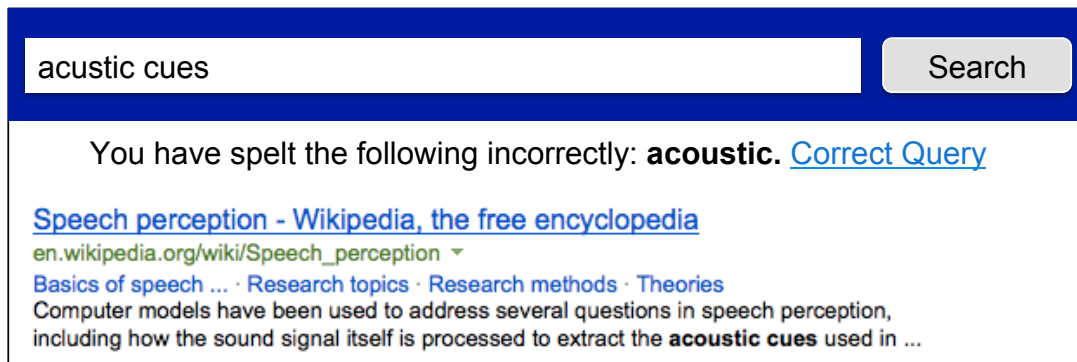 acustic cues
Search
You have spelt the following incorrectly: acoustic. Correct Query
Speech perception - Wikipedia, the free encyclopedia
en.wikipedia.org/wiki/Speech_perception
Basics of speech ... · Research topics · Research methods · Theories
Computer models have been used to address several questions in speech perception,
including how the sound signal itself is processed to extract the acoustic cues used in ...